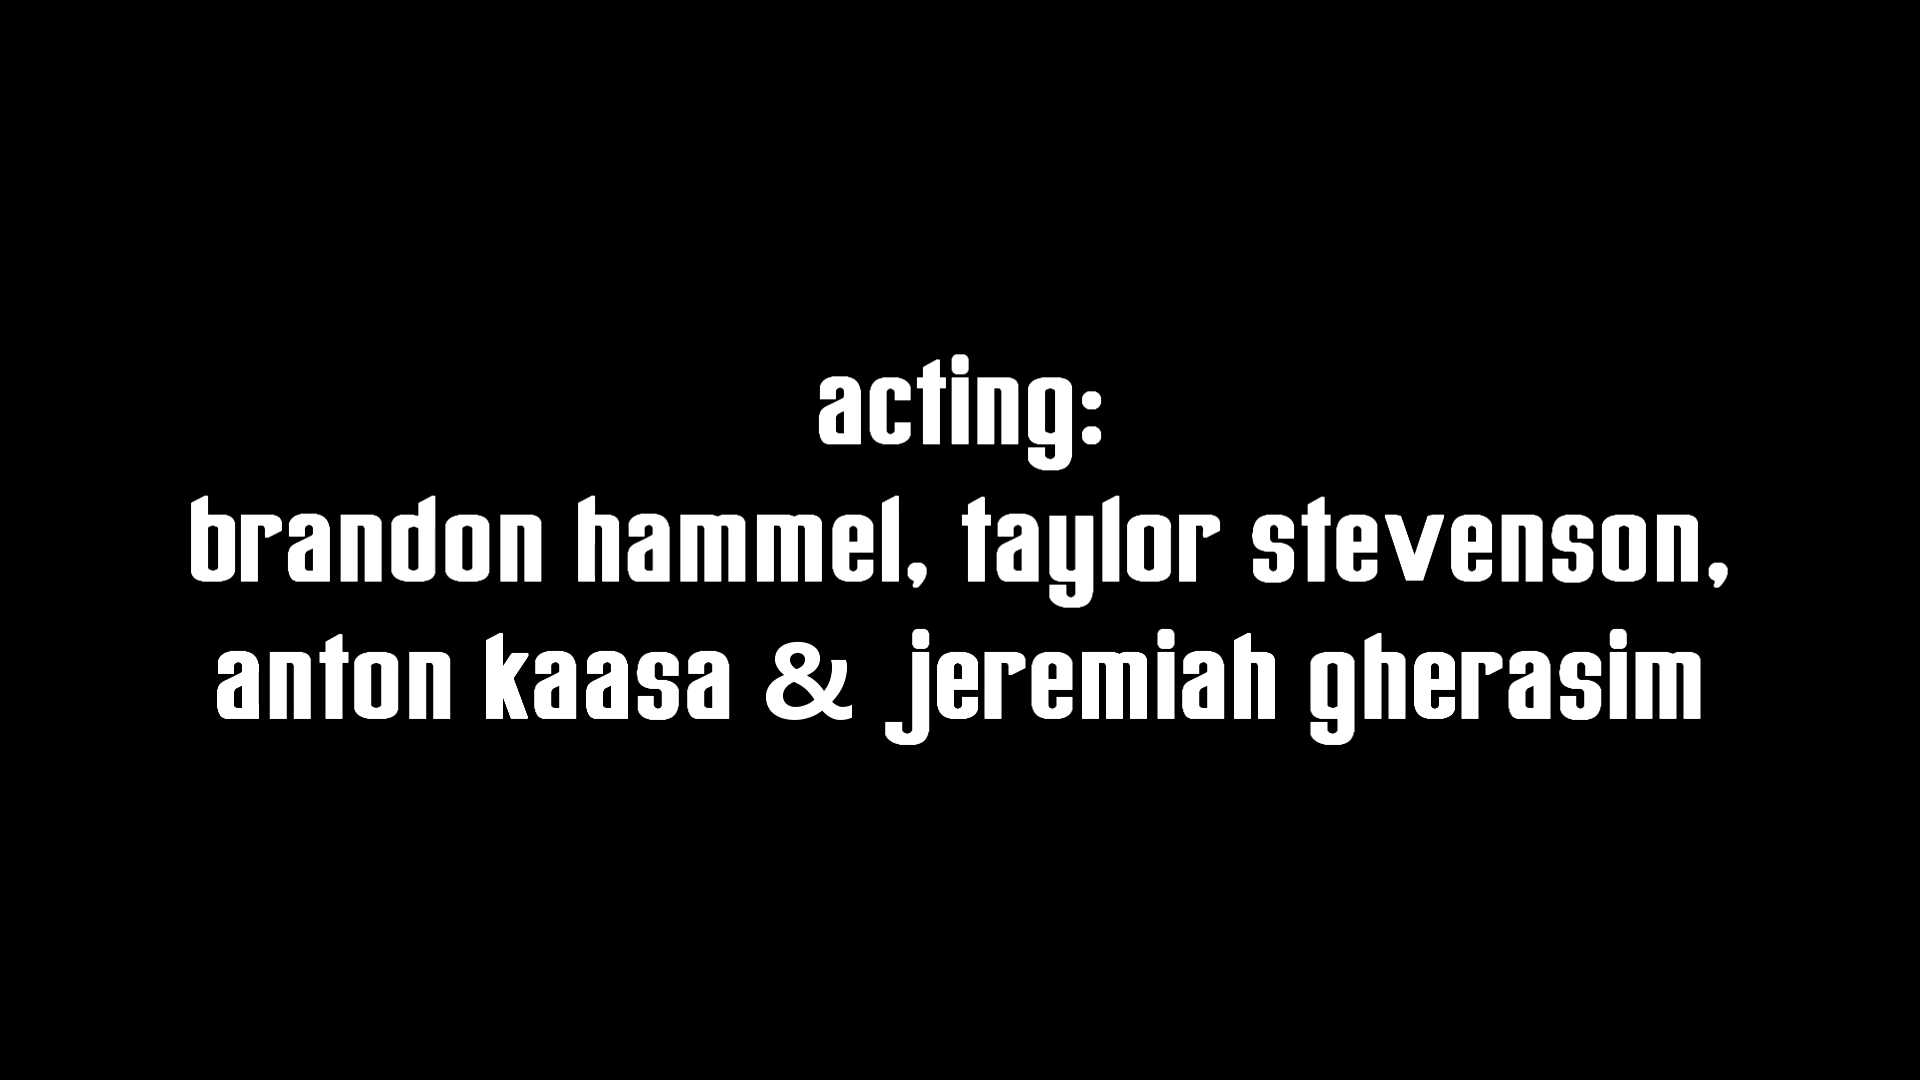 acting:
brandon hammel, taylor stevenson,
anton kaasa & jeremiah gherasim